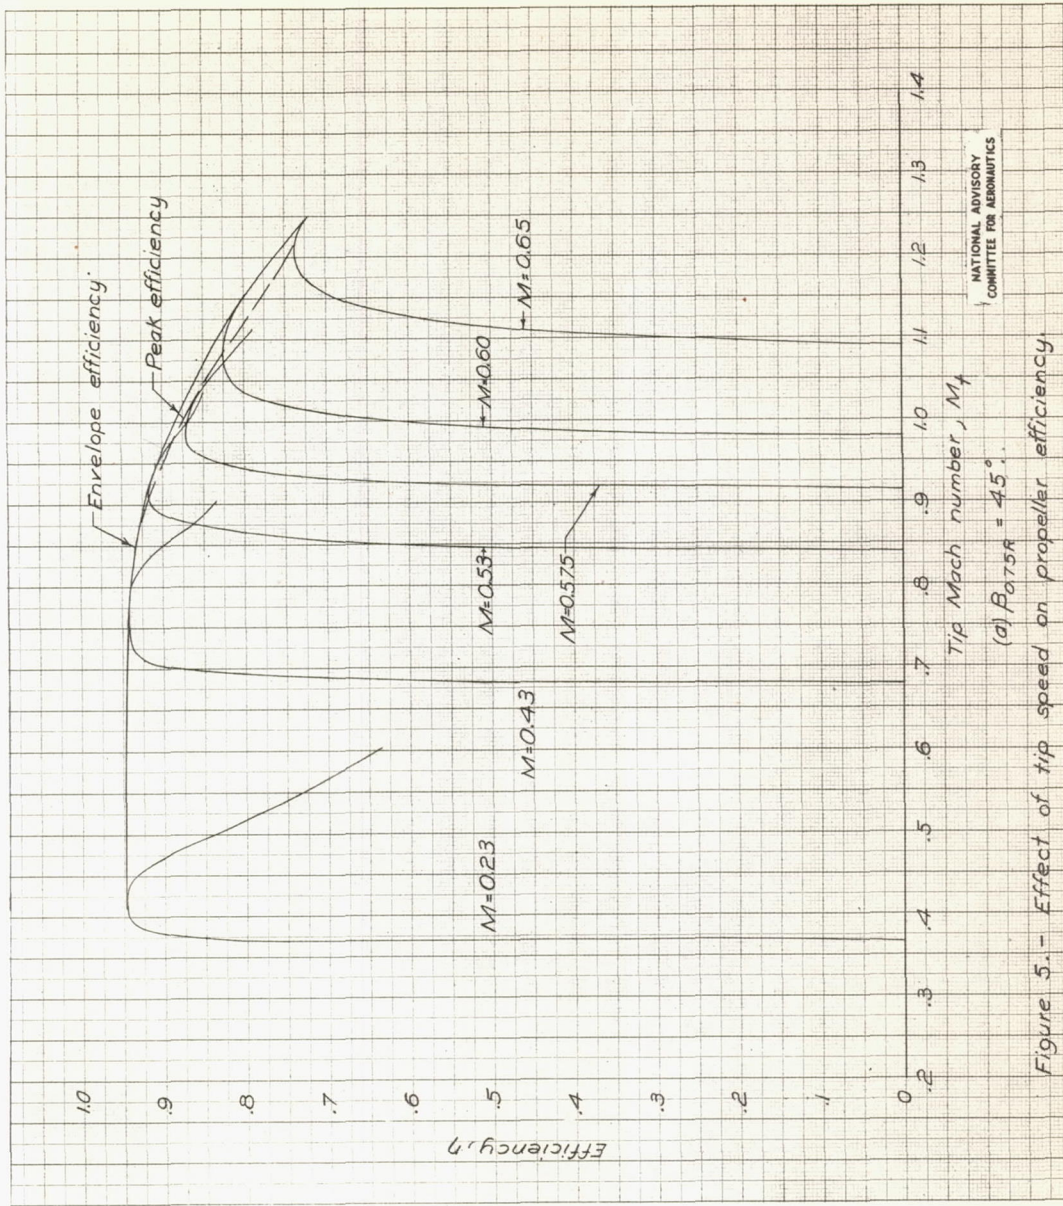 Envelope efficiency
Peak efficiency
M=0.23
M=0.43
M=0.53
M=0.575
M=0.60
M=0.65
Efficiency, η
1.0
.9
.8
.7
.6
.5
.4
.3
.2
.1
0
.2
.3
.4
.5
.6
.7
.8
.9
1.0
1.1
1.2
1.3
1.4
Tip Mach number, Mt
(a) β0.75R = 45°.
NATIONAL ADVISORY
COMMITTEE FOR AERONAUTICS
Figure 5.- Effect of tip speed on propeller efficiency.